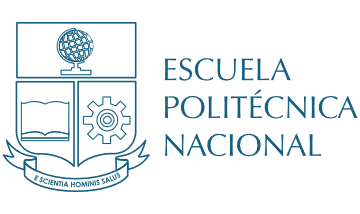 ESCUELA
POLITÉCNICA
NACIONAL
E SCIENTIA HOMINIS SALUS